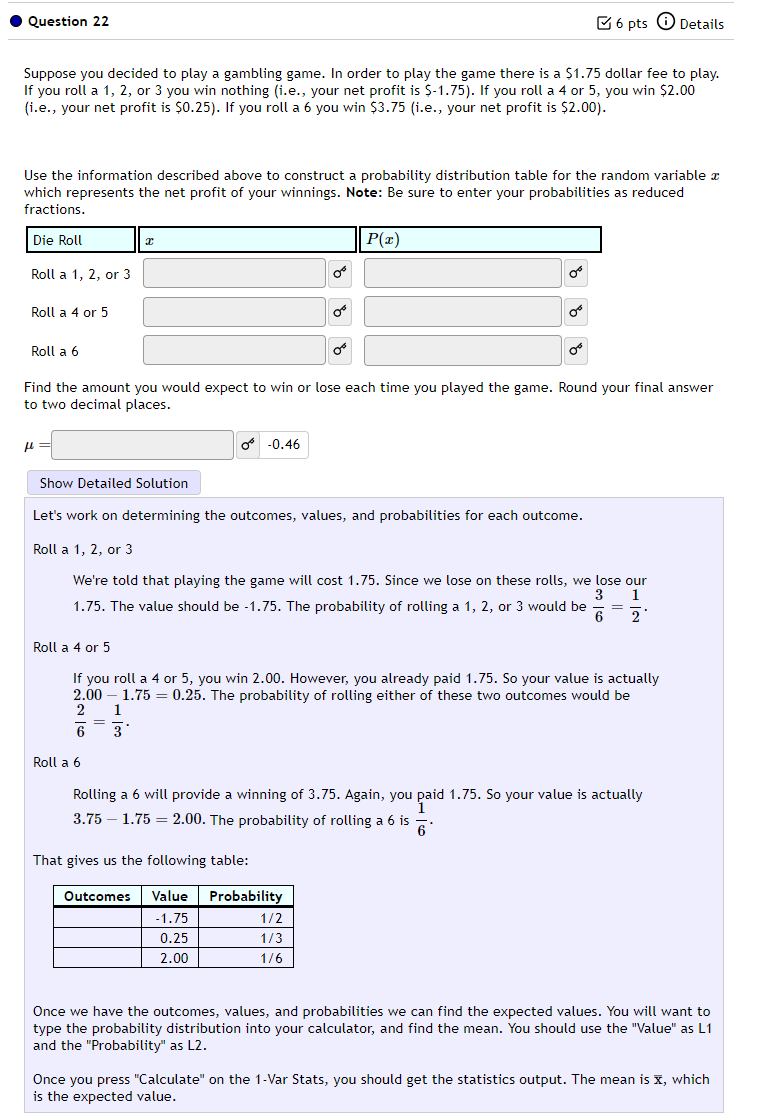 Question 22
6 pts Details
Suppose you decided to play a gambling game. In order to play the game there is a $1.75 dollar fee to play.
If you roll a 1, 2, or 3 you win nothing (i.e., your net profit is $-1.75). If you roll a 4 or 5, you win $2.00
(i.e., your net profit is $0.25). If you roll a 6 you win $3.75 (i.e., your net profit is $2.00).
Use the information described above to construct a probability distribution table for the random variable x
which represents the net profit of your winnings. Note: Be sure to enter your probabilities as reduced
fractions.
Die Roll x P(x)
Roll a 1, 2, or 3
Roll a 4 or 5
Roll a 6
Find the amount you would expect to win or lose each time you played the game. Round your final answer
to two decimal places.
μ = -0.46
Show Detailed Solution
Let's work on determining the outcomes, values, and probabilities for each outcome.
Roll a 1, 2, or 3
We're told that playing the game will cost 1.75. Since we lose on these rolls, we lose our
1.75. The value should be -1.75. The probability of rolling a 1, 2, or 3 would be 3/6 = 1/2.
Roll a 4 or 5
If you roll a 4 or 5, you win 2.00. However, you already paid 1.75. So your value is actually
2.00 − 1.75 = 0.25. The probability of rolling either of these two outcomes would be
2/6 = 1/3.
Roll a 6
Rolling a 6 will provide a winning of 3.75. Again, you paid 1.75. So your value is actually
3.75 − 1.75 = 2.00. The probability of rolling a 6 is 1/6.
That gives us the following table:
Outcomes Value Probability
-1.75 1/2
0.25 1/3
2.00 1/6
Once we have the outcomes, values, and probabilities we can find the expected values. You will want to
type the probability distribution into your calculator, and find the mean. You should use the "Value" as L1
and the "Probability" as L2.
Once you press "Calculate" on the 1-Var Stats, you should get the statistics output. The mean is x̅, which
is the expected value.